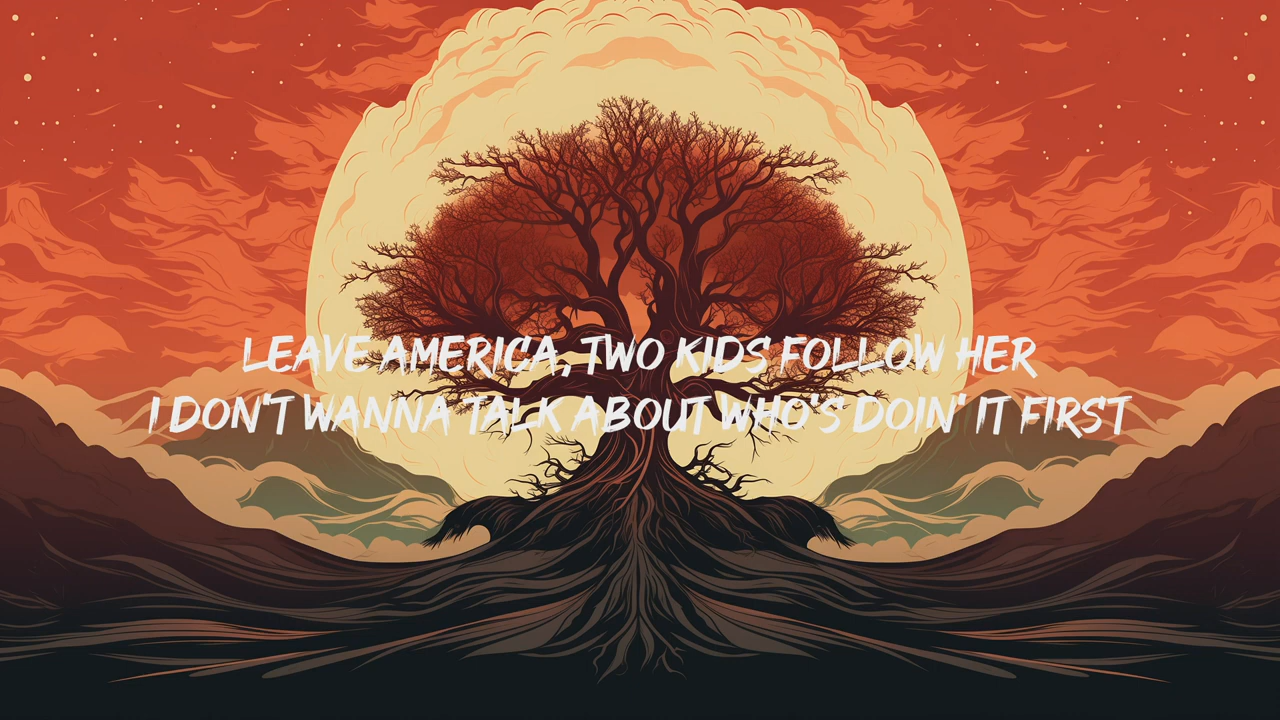 LEAVE AMERICA, TWO KIDS FOLLOW HER
I DON'T WANNA TALK ABOUT WHO'S DOIN' IT FIRST